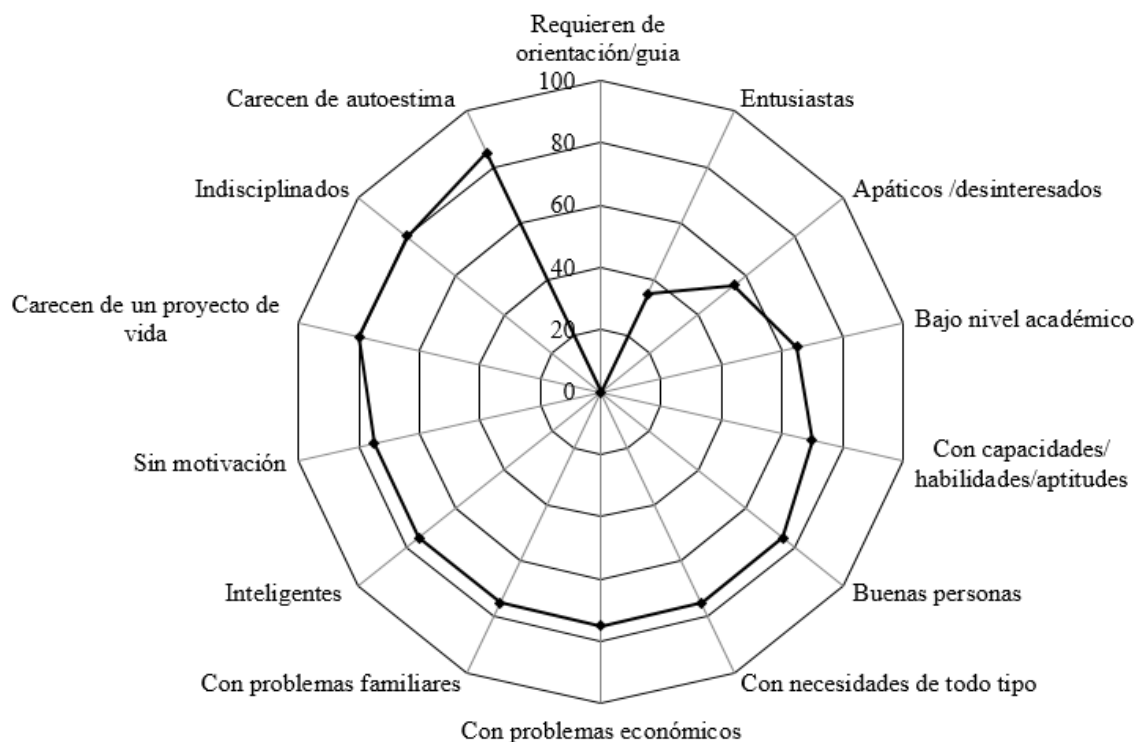 Requieren de
orientación/guia
100
Carecen de autoestima
Entusiastas
80
Indisciplinados
Apáticos /desinteresados
60
40
Carecen de un proyecto de
vida
Bajo nivel académico
20
0
Sin motivación
Con capacidades/
habilidades/aptitudes
Inteligentes
Buenas personas
Con problemas familiares
Con necesidades de todo tipo
Con problemas económicos